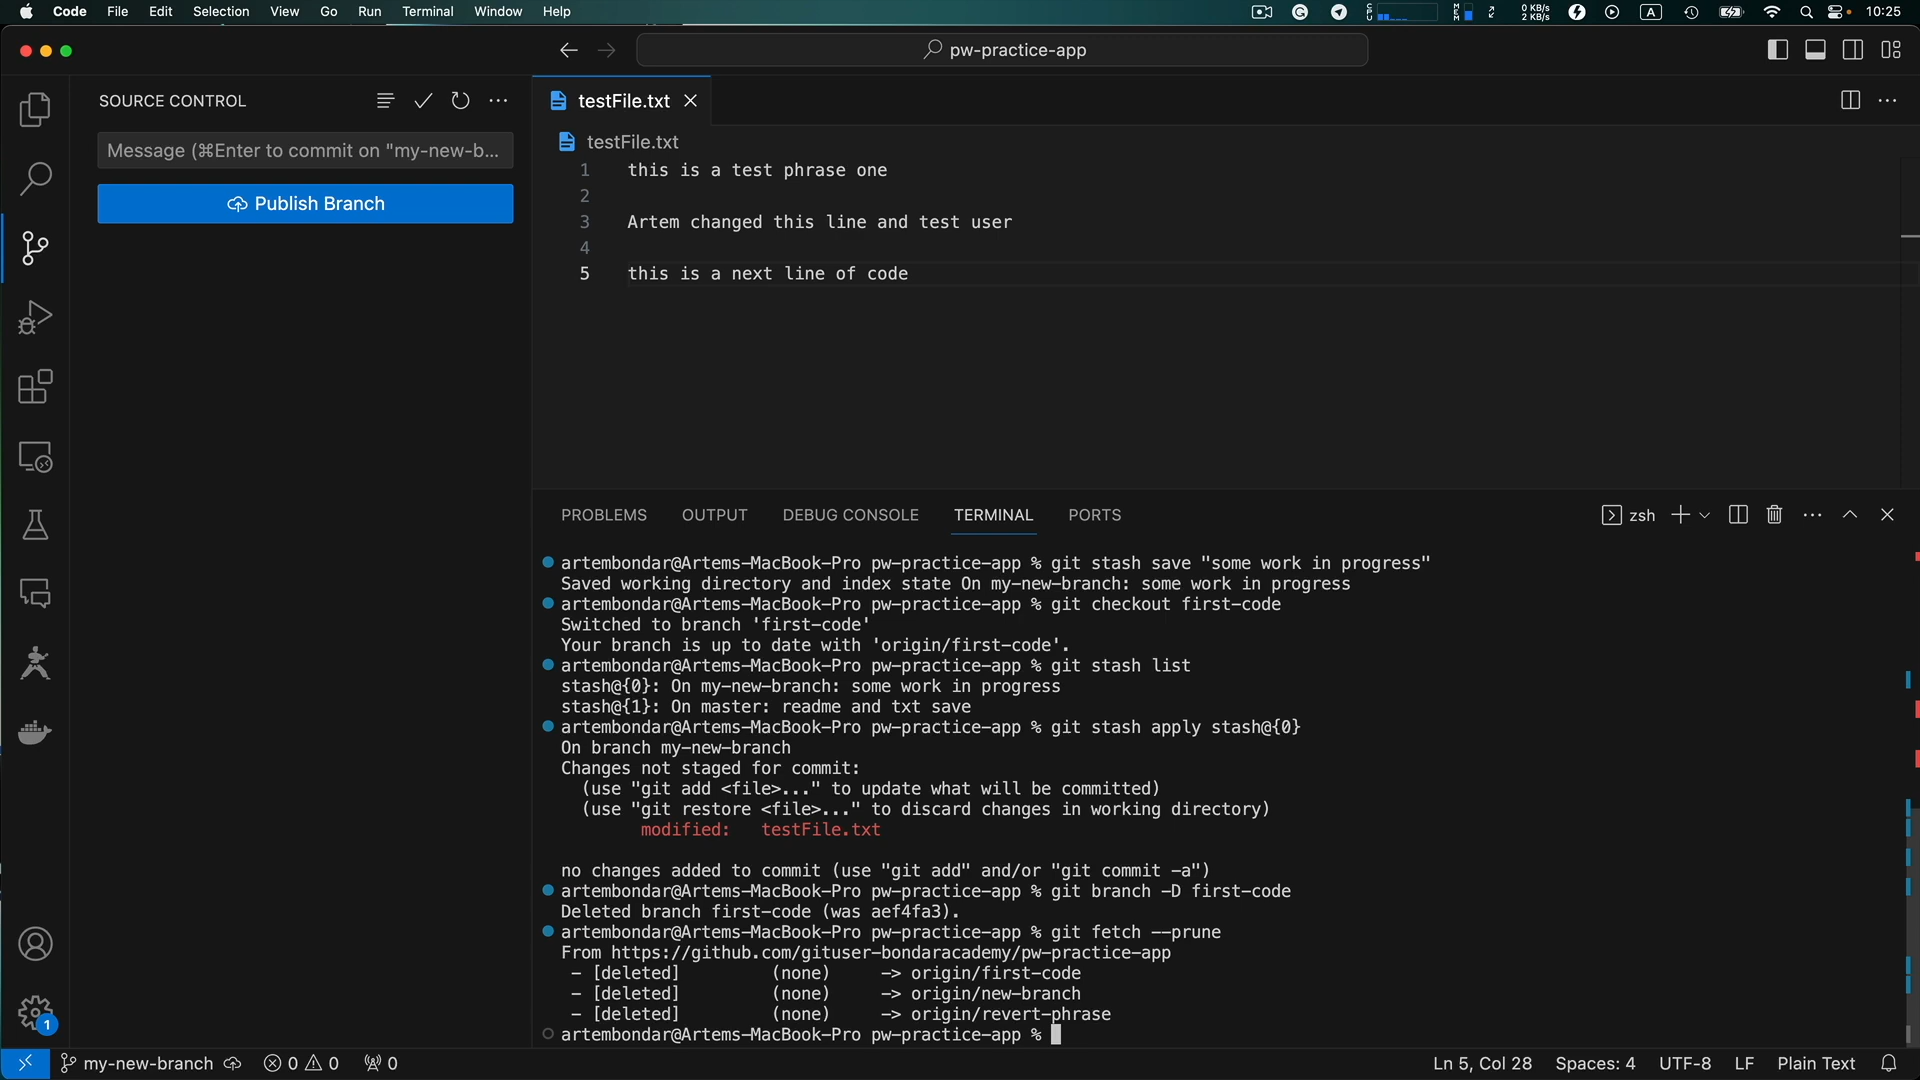 Code File Edit Selection View Go Run Terminal Window Help
0 KB/s
2 KB/s
A
10:25
pw-practice-app
SOURCE CONTROL
Message (⌘Enter to commit on "my-new-b...
Publish Branch
testFile.txt
testFile.txt
1 this is a test phrase one
2
3 Artem changed this line and test user
4
5 this is a next line of code
PROBLEMS OUTPUT DEBUG CONSOLE TERMINAL PORTS
zsh
artembondar@Artems-MacBook-Pro pw-practice-app % git stash save "some work in progress"
Saved working directory and index state On my-new-branch: some work in progress
artembondar@Artems-MacBook-Pro pw-practice-app % git checkout first-code
Switched to branch 'first-code'
Your branch is up to date with 'origin/first-code'.
artembondar@Artems-MacBook-Pro pw-practice-app % git stash list
stash@{0}: On my-new-branch: some work in progress
stash@{1}: On master: readme and txt save
artembondar@Artems-MacBook-Pro pw-practice-app % git stash apply stash@{0}
On branch my-new-branch
Changes not staged for commit:
(use "git add <file>..." to update what will be committed)
(use "git restore <file>..." to discard changes in working directory)
modified: testFile.txt
no changes added to commit (use "git add" and/or "git commit -a")
artembondar@Artems-MacBook-Pro pw-practice-app % git branch -D first-code
Deleted branch first-code (was aef4fa3).
artembondar@Artems-MacBook-Pro pw-practice-app % git fetch --prune
From https://github.com/gituser-bondaracademy/pw-practice-app
- [deleted] (none) -> origin/first-code
- [deleted] (none) -> origin/new-branch
- [deleted] (none) -> origin/revert-phrase
artembondar@Artems-MacBook-Pro pw-practice-app %
1
my-new-branch 0 0 0
Ln 5, Col 28 Spaces: 4 UTF-8 LF Plain Text